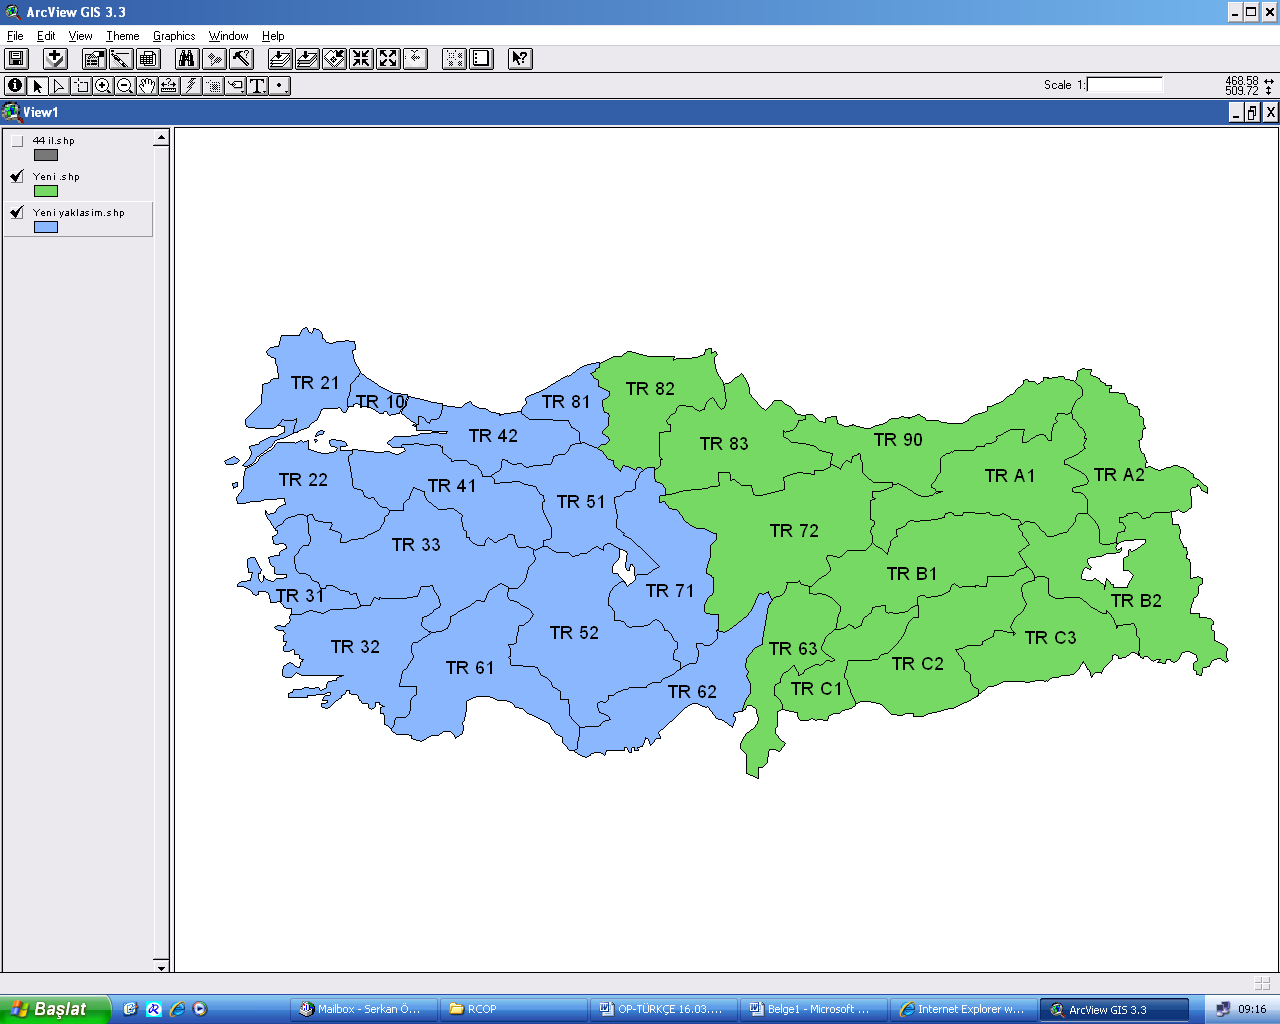 ArcView GIS 3.3
File Edit View Theme Graphics Window Help
Scale 1: 468.58
509.72
View1
44 il.shp
Yeni .shp
Yeni yaklasim.shp
TR 21
TR 10
TR 81
TR 82
TR 42
TR 83
TR 90
TR 22
TR 41
TR 51
TR A1
TR A2
TR 33
TR 72
TR 31
TR 71
TR B1
TR B2
TR 32
TR 52
TR 61
TR 63
TR C3
TR C2
TR 62
TR C1
Başlat Mailbox - Serkan Ö... RCOP OP-TÜRKÇE 16.03.... Belge1 - Microsoft ... Internet Explorer w... ArcView GIS 3.3 09:16